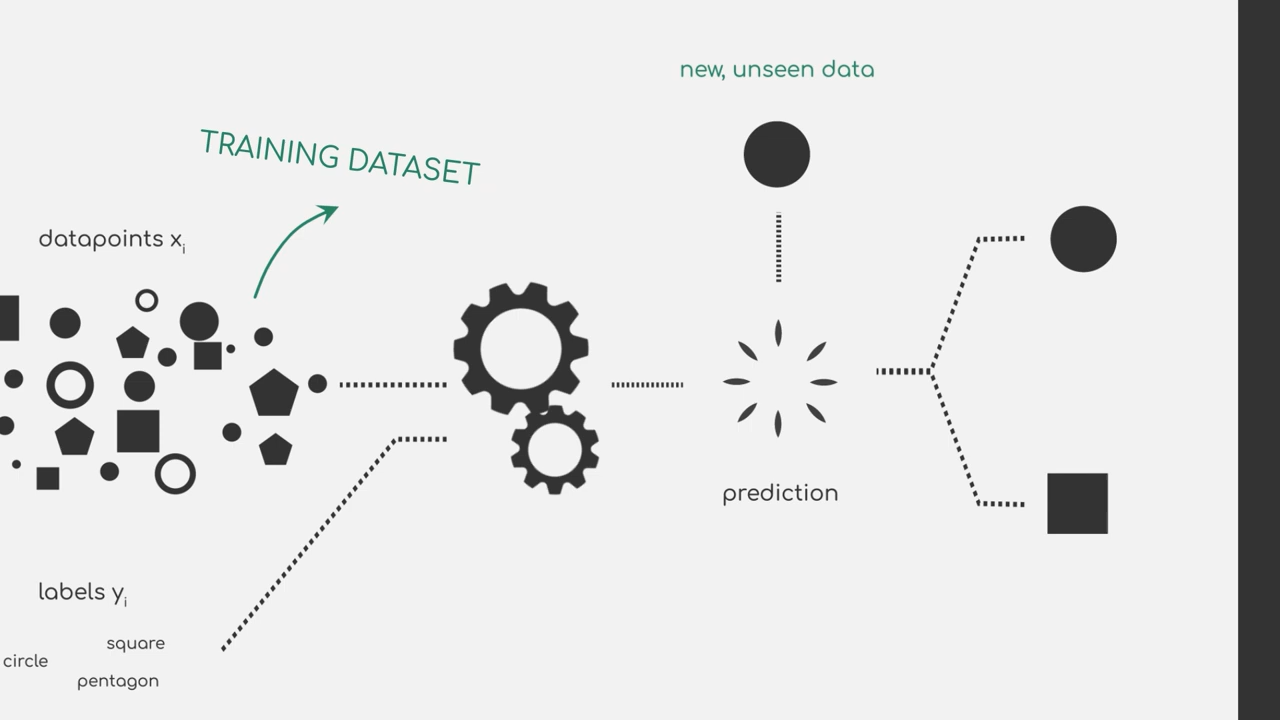 new, unseen data
TRAINING DATASET
datapoints xi
prediction
labels yi
square
circle
pentagon